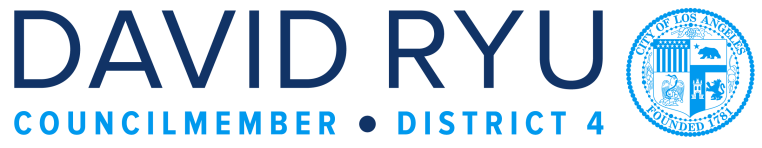 DAVID RYU
COUNCILMEMBER • DISTRICT 4
CITY OF LOS ANGELES
FOUNDED 1781